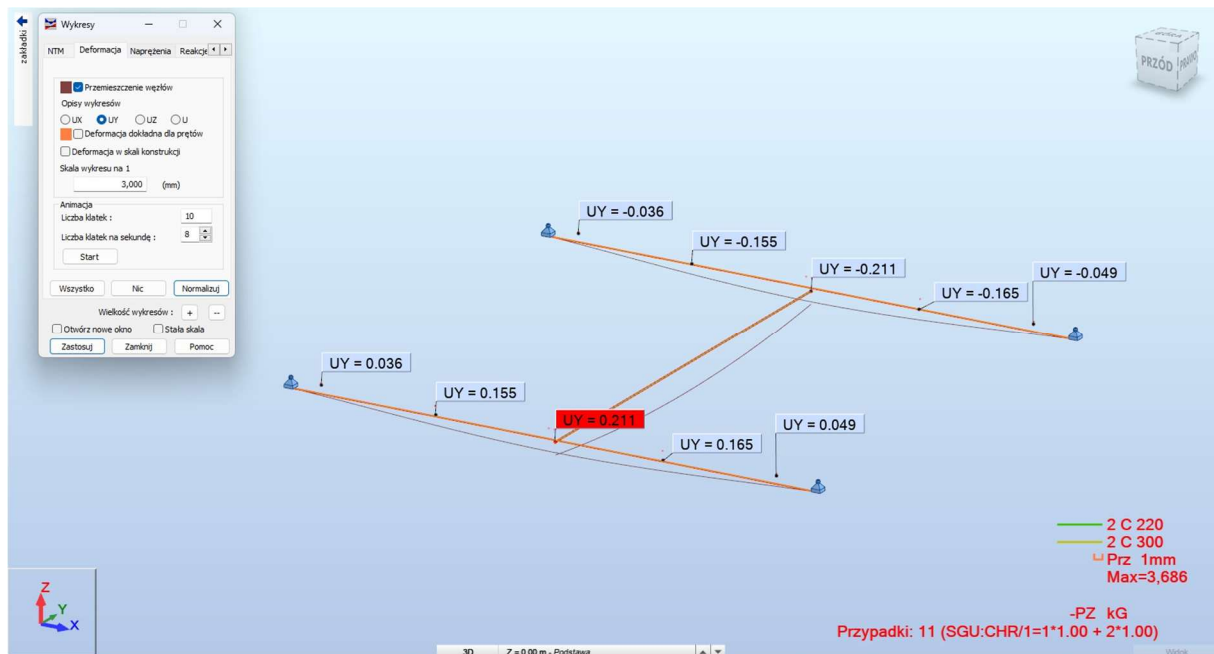 zakładki
Wykresy
NTM Deformacja Naprężenia Reakcje
Przemieszczenie węzłów
Opisy wykresów
UX UY UZ U
Deformacja dokładna dla prętów
Deformacja w skali konstrukcji
Skala wykresu na 1
3,000 (mm)
Animacja
Liczba klatek : 10
Liczba klatek na sekundę : 8
Start
Wszystko Nic Normalizuj
Wielkość wykresów : + --
Otwórz nowe okno Stała skala
Zastosuj Zamknij Pomoc
GÓRA
PRZÓD PRAWO
UY = -0.036
UY = -0.155
UY = -0.211
UY = -0.049
UY = -0.165
UY = 0.036
UY = 0.155
UY = 0.211
UY = 0.049
UY = 0.165
2 C 220
2 C 300
Prz 1mm
Max=3,686
-PZ kG
Przypadki: 11 (SGU:CHR/1=1*1.00 + 2*1.00)
Z
Y
X
3D Z = 0.00 m - Podstawa
Widok